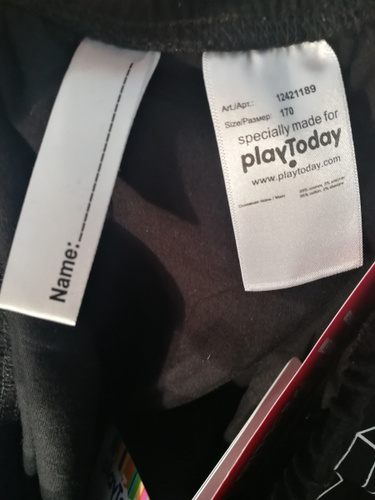 Name:
Art./Арт.: 12421189
Size/Размер: 170
specially made for
playToday
www.playtoday.com